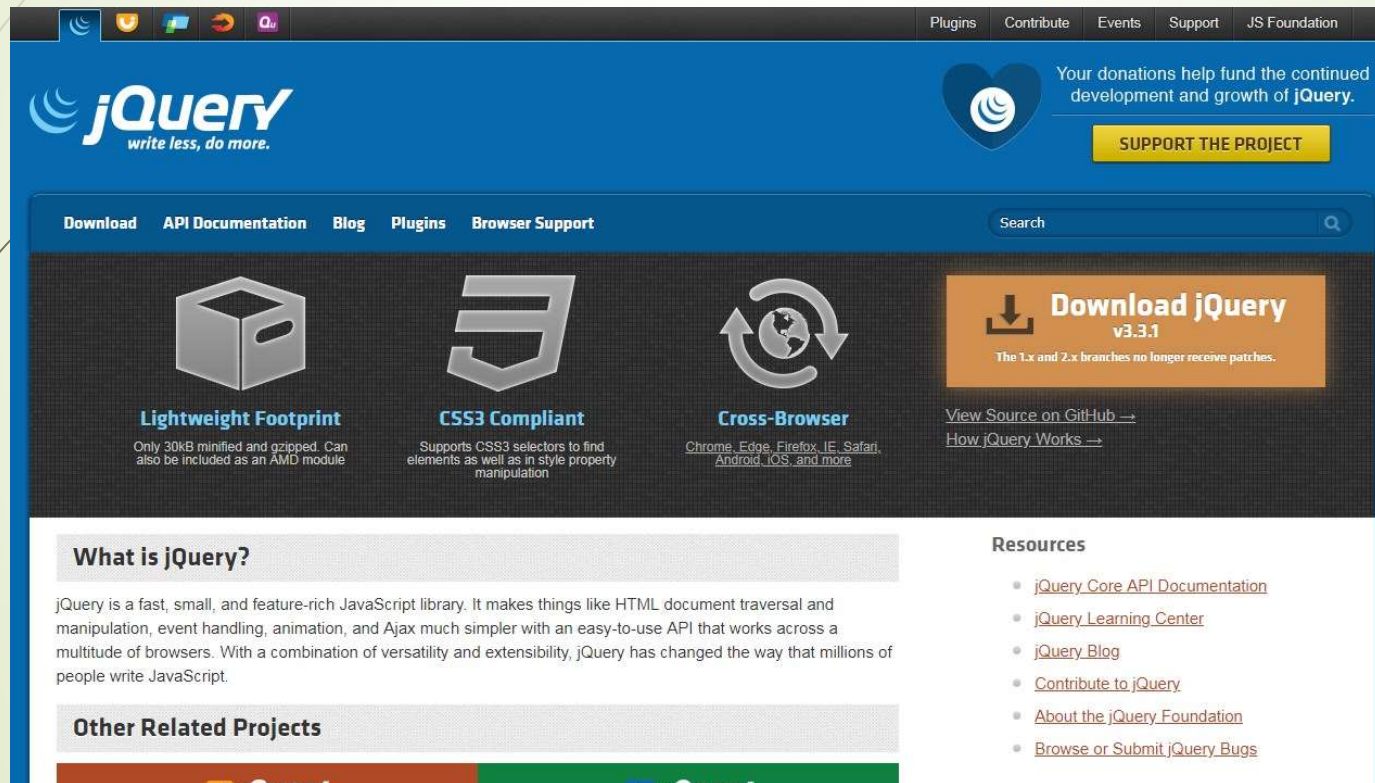 Plugins Contribute Events Support JS Foundation
jQuery
write less, do more.
Your donations help fund the continued
development and growth of jQuery.
SUPPORT THE PROJECT
Download API Documentation Blog Plugins Browser Support
Search
Lightweight Footprint
Only 30kB minified and gzipped. Can
also be included as an AMD module
CSS3 Compliant
Supports CSS3 selectors to find
elements as well as in style property
manipulation
Cross-Browser
Chrome, Edge, Firefox, IE, Safari,
Android, iOS, and more
Download jQuery
v3.3.1
The 1.x and 2.x branches no longer receive patches.
View Source on GitHub →
How jQuery Works →
What is jQuery?
jQuery is a fast, small, and feature-rich JavaScript library. It makes things like HTML document traversal and
manipulation, event handling, animation, and Ajax much simpler with an easy-to-use API that works across a
multitude of browsers. With a combination of versatility and extensibility, jQuery has changed the way that millions of
people write JavaScript.
Other Related Projects
Resources
jQuery Core API Documentation
jQuery Learning Center
jQuery Blog
Contribute to jQuery
About the jQuery Foundation
Browse or Submit jQuery Bugs